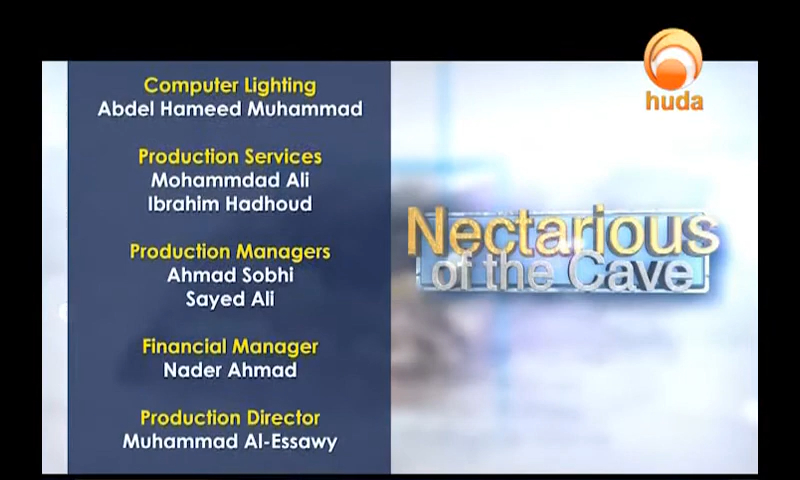 Computer Lighting
Abdel Hameed Muhammad
Production Services
Mohammdad Ali
Ibrahim Hadhoud
Production Managers
Ahmad Sobhi
Sayed Ali
Financial Manager
Nader Ahmad
Production Director
Muhammad Al-Essawy
huda
Nectarious
of the Cave